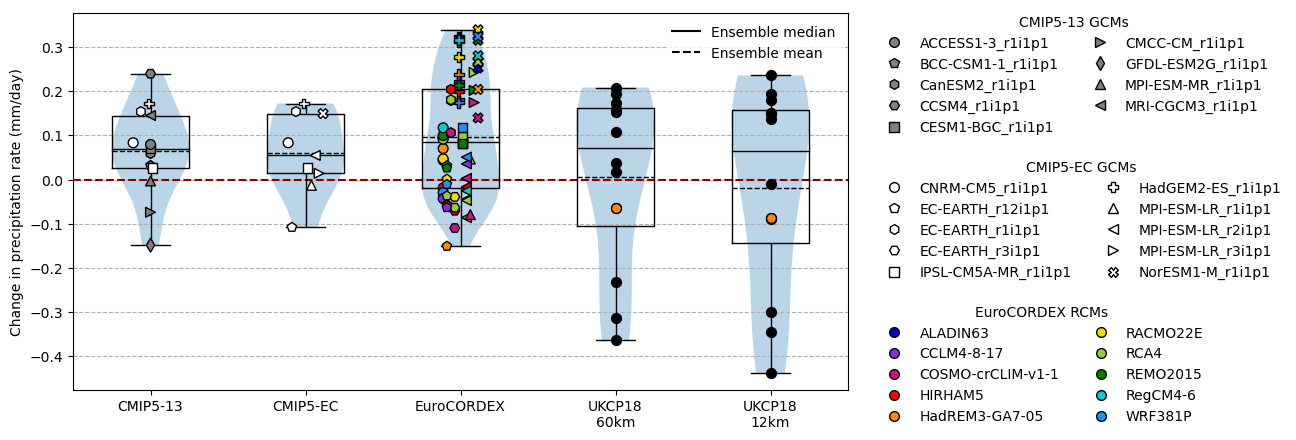 Change in precipitation rate (mm/day)
0.3
0.2
0.1
0.0
−0.1
−0.2
−0.3
−0.4
Ensemble median
Ensemble mean
CMIP5-13
CMIP5-EC
EuroCORDEX
UKCP18
60km
UKCP18
12km
CMIP5-13 GCMs
ACCESS1-3_r1i1p1
BCC-CSM1-1_r1i1p1
CanESM2_r1i1p1
CCSM4_r1i1p1
CESM1-BGC_r1i1p1
CMCC-CM_r1i1p1
GFDL-ESM2G_r1i1p1
MPI-ESM-MR_r1i1p1
MRI-CGCM3_r1i1p1
CMIP5-EC GCMs
CNRM-CM5_r1i1p1
EC-EARTH_r12i1p1
EC-EARTH_r1i1p1
EC-EARTH_r3i1p1
IPSL-CM5A-MR_r1i1p1
HadGEM2-ES_r1i1p1
MPI-ESM-LR_r1i1p1
MPI-ESM-LR_r2i1p1
MPI-ESM-LR_r3i1p1
NorESM1-M_r1i1p1
EuroCORDEX RCMs
ALADIN63
CCLM4-8-17
COSMO-crCLIM-v1-1
HIRHAM5
HadREM3-GA7-05
RACMO22E
RCA4
REMO2015
RegCM4-6
WRF381P